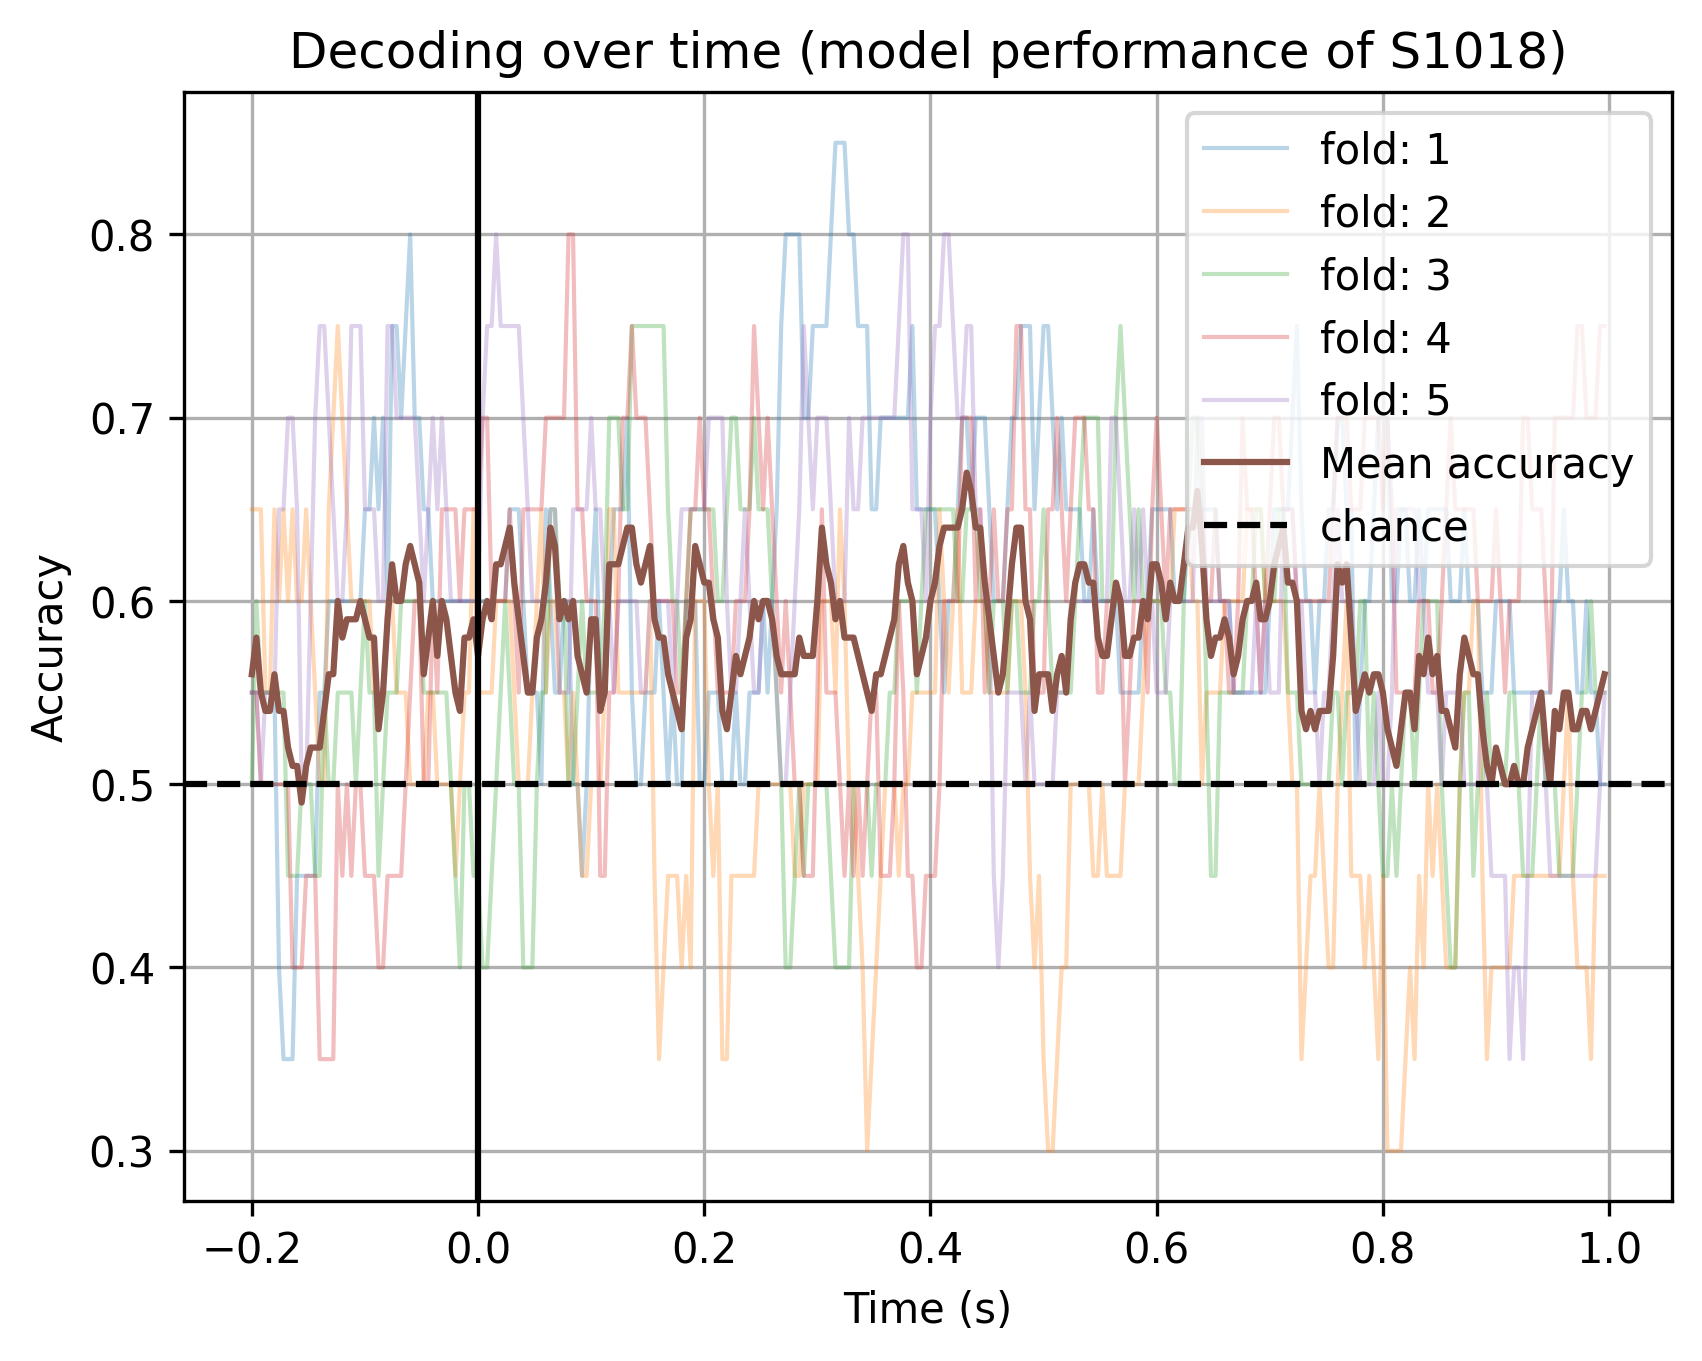 Decoding over time (model performance of S1018)
fold: 1
fold: 2
fold: 3
fold: 4
fold: 5
Mean accuracy
chance
Accuracy
0.8
0.7
0.6
0.5
0.4
0.3
−0.2 0.0 0.2 0.4 0.6 0.8 1.0
Time (s)